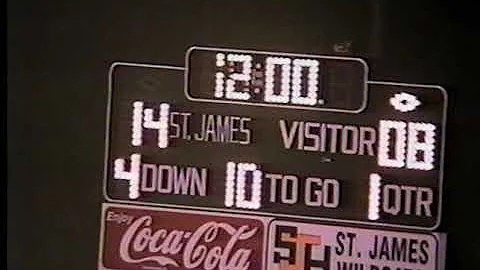 12:00
14 ST. JAMES VISITOR 08
4 DOWN 10 TO GO 1 QTR
Enjoy
Coca-Cola
STH
ST. JAMES